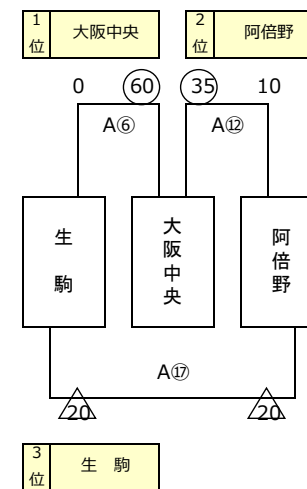 1位 大阪中央 2位 阿倍野
0 60 35 10
A⑥ A⑫
生駒 大阪中央 阿倍野
A⑰
20 20
3位 生 駒